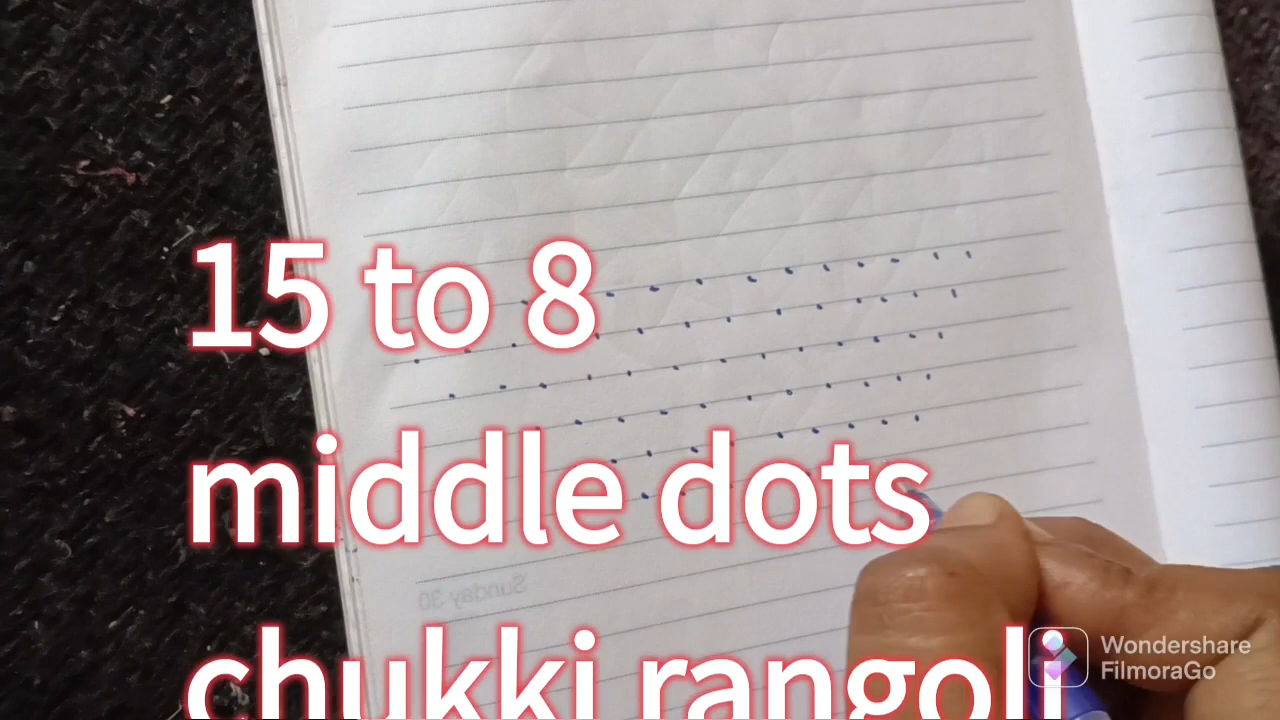 15 to 8
middle dots
chukki rangoli
Sunday 30
Wondershare
FilmoraGo